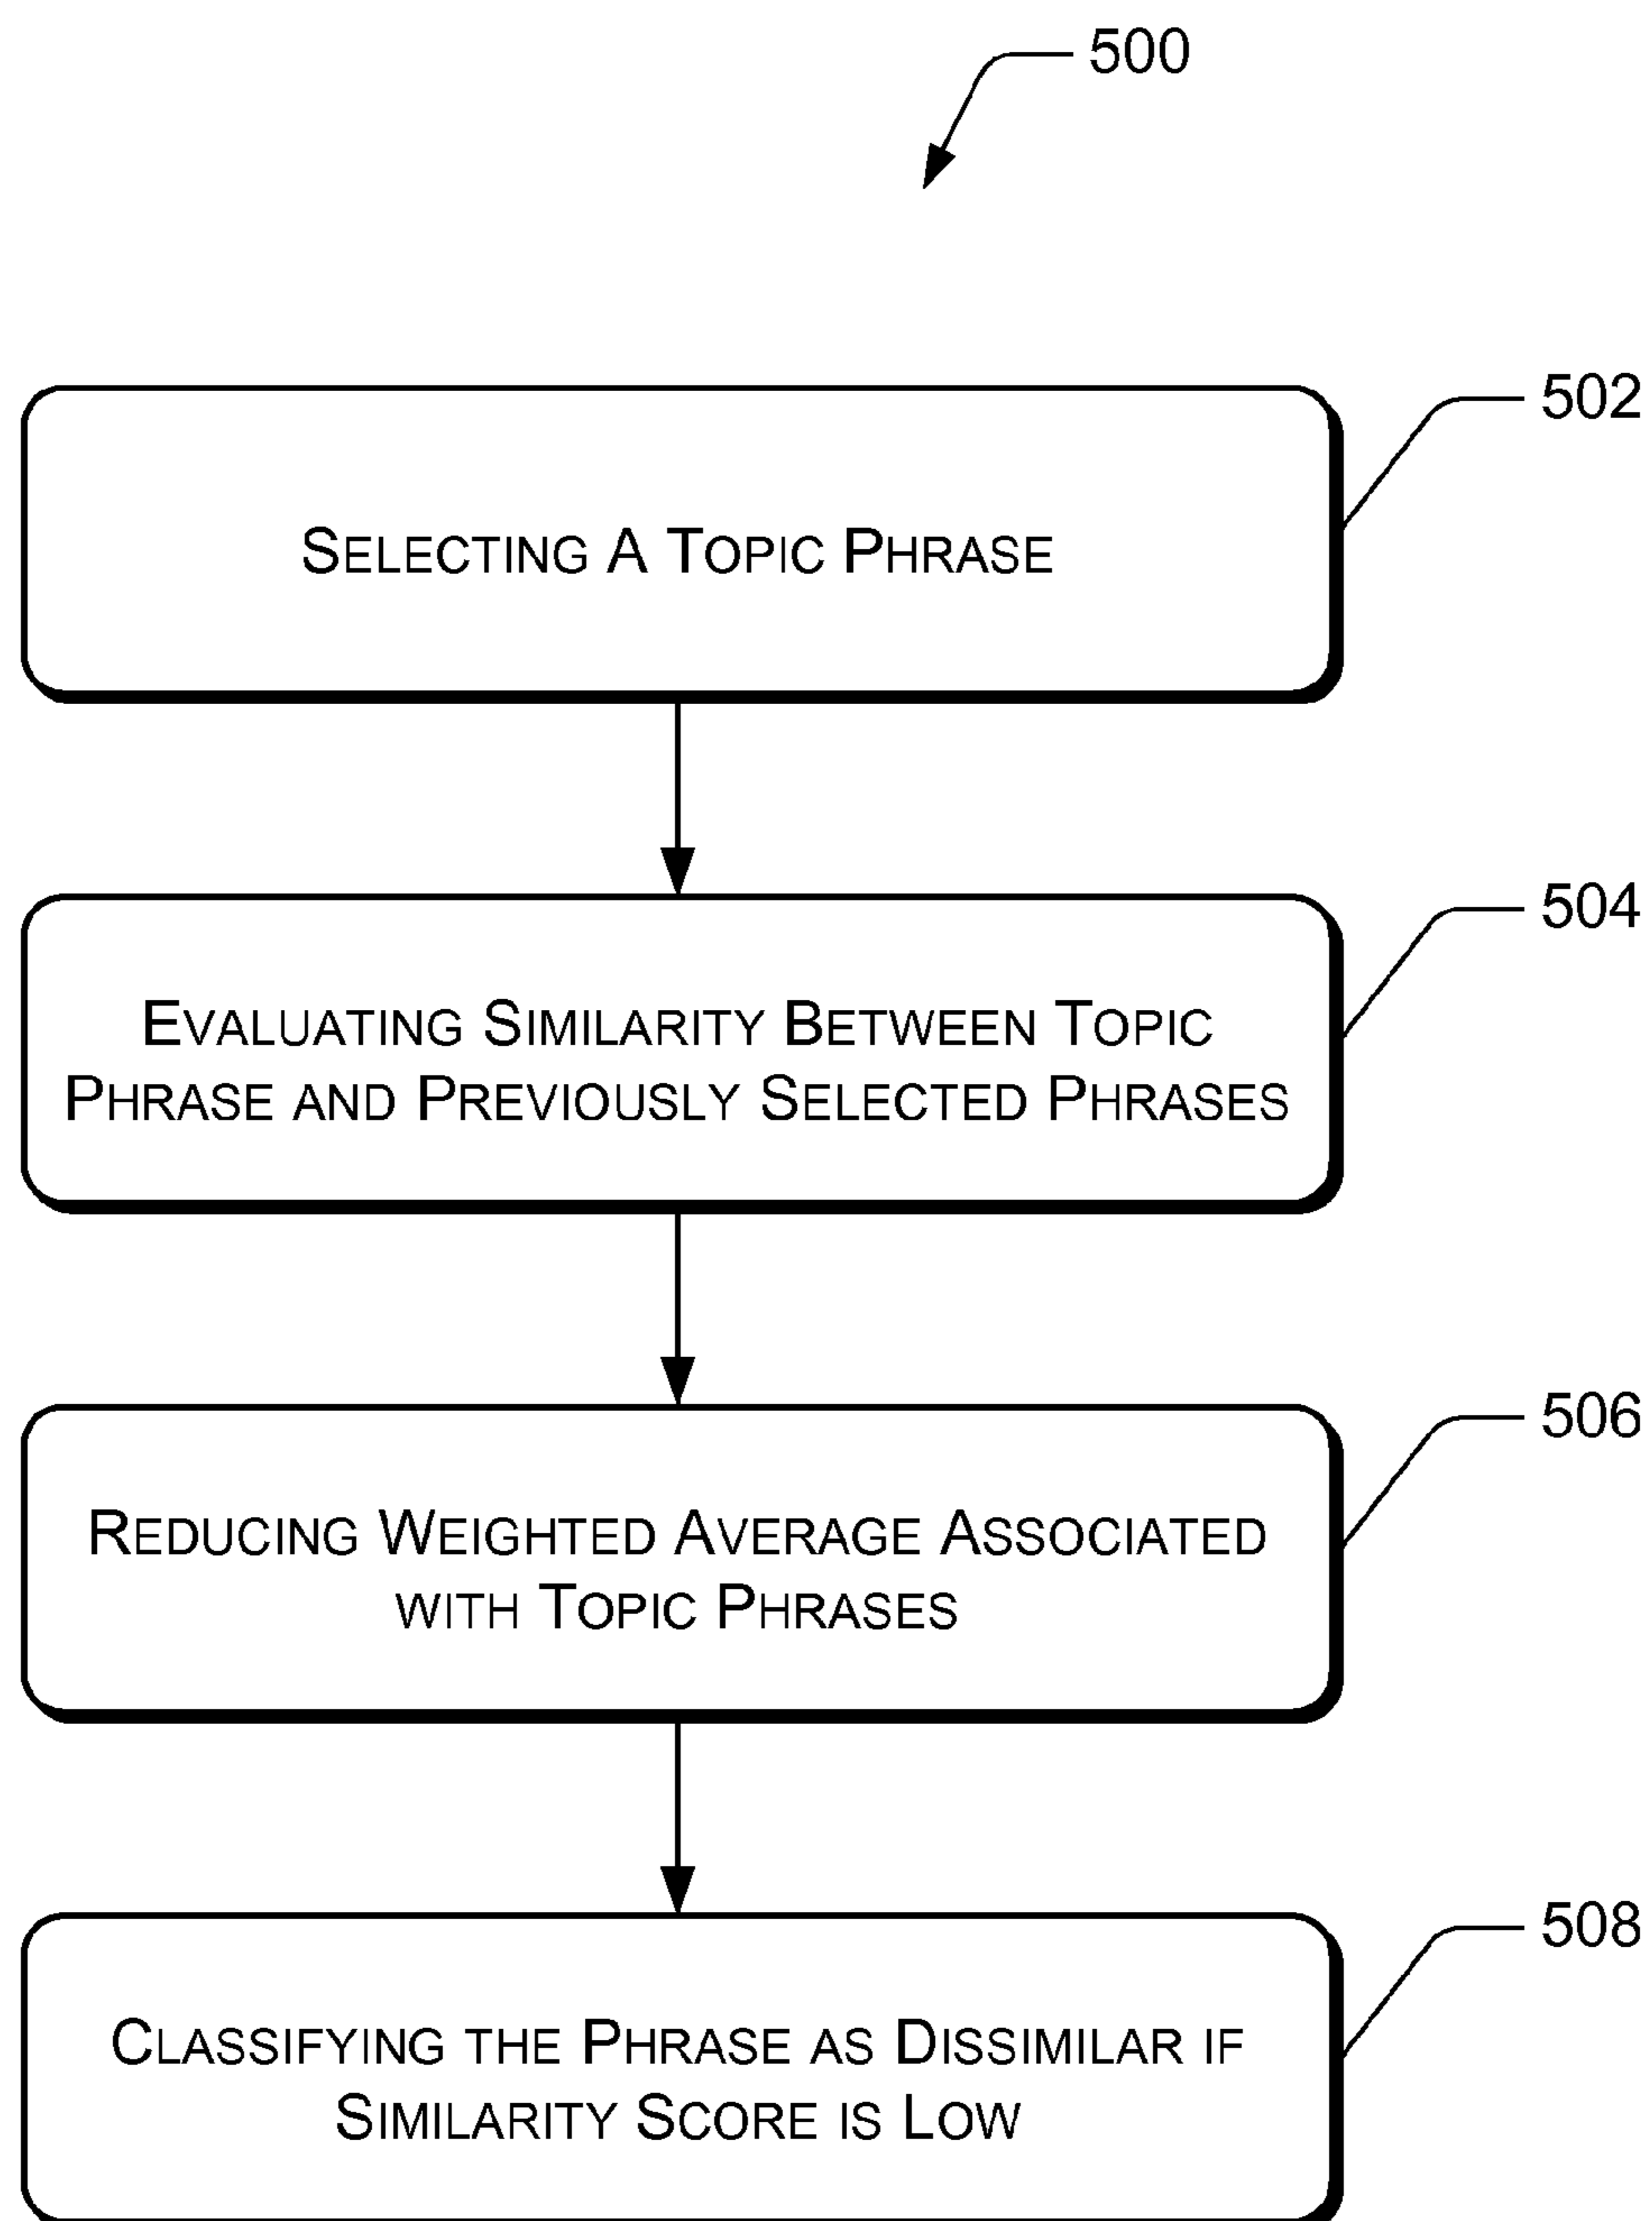 500
502
SELECTING A TOPIC PHRASE
504
EVALUATING SIMILARITY BETWEEN TOPIC
PHRASE AND PREVIOUSLY SELECTED PHRASES
506
REDUCING WEIGHTED AVERAGE ASSOCIATED
WITH TOPIC PHRASES
508
CLASSIFYING THE PHRASE AS DISSIMILAR IF
SIMILARITY SCORE IS LOW